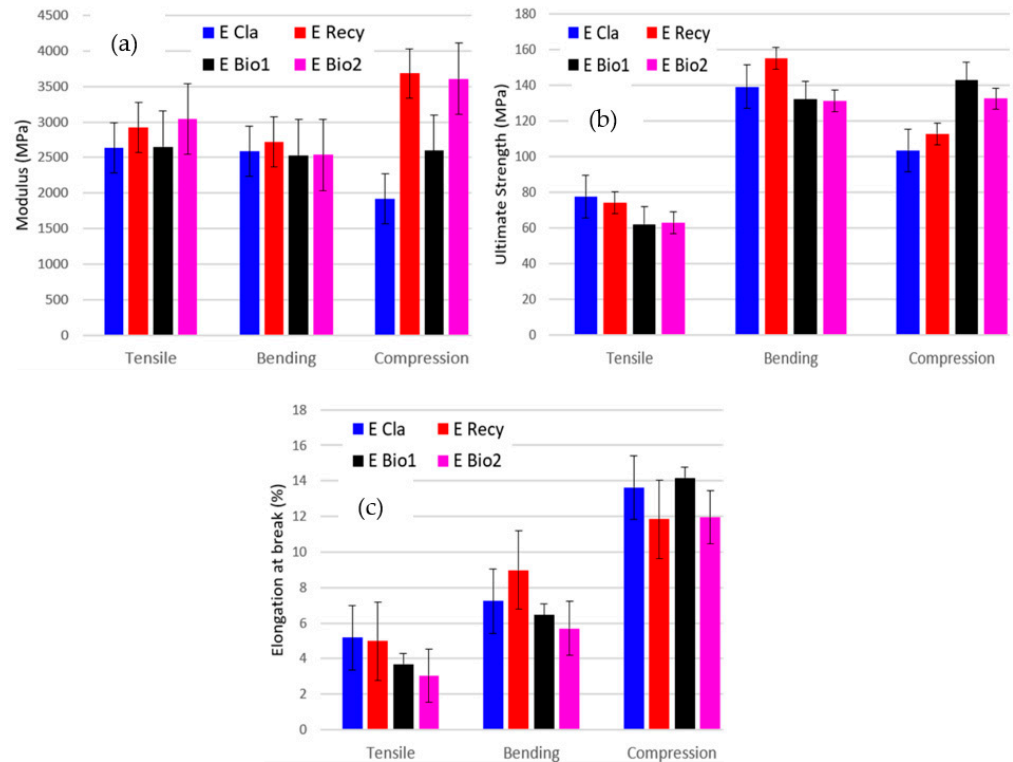 (a)
E Cla
E Recy
E Bio1
E Bio2
Modulus (MPa)
4500
4000
3500
3000
2500
2000
1500
1000
500
0
Tensile
Bending
Compression
(b)
E Cla
E Recy
E Bio1
E Bio2
Ultimate Strength (MPa)
180
160
140
120
100
80
60
40
20
0
Tensile
Bending
Compression
(c)
E Cla
E Recy
E Bio1
E Bio2
Elongation at break (%)
18
16
14
12
10
8
6
4
2
0
Tensile
Bending
Compression